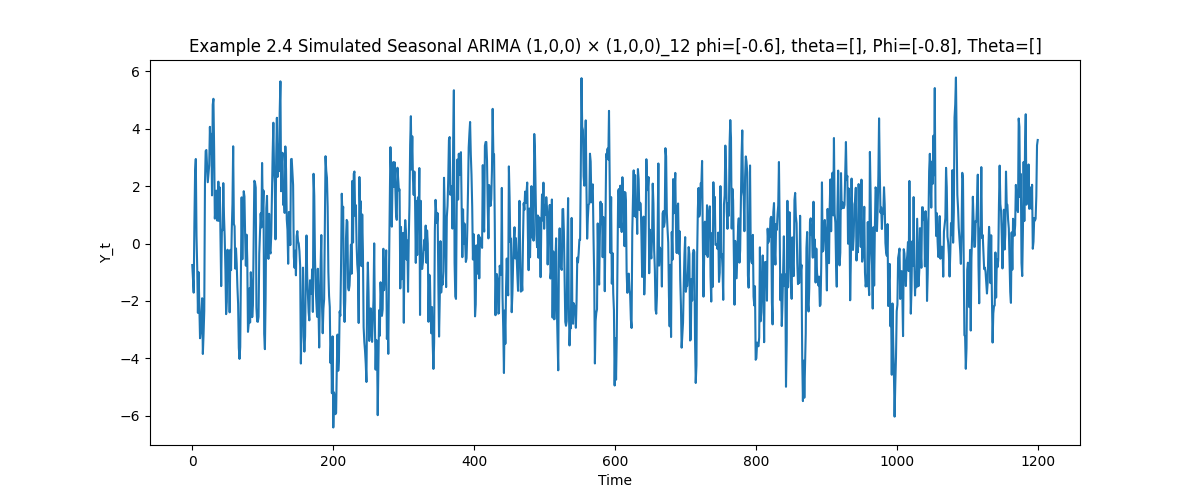 Example 2.4 Simulated Seasonal ARIMA (1,0,0) × (1,0,0)_12 phi=[-0.6], theta=[], Phi=[-0.8], Theta=[]
6
4
2
0
−2
−4
−6
Y_t
0 200 400 600 800 1000 1200
Time